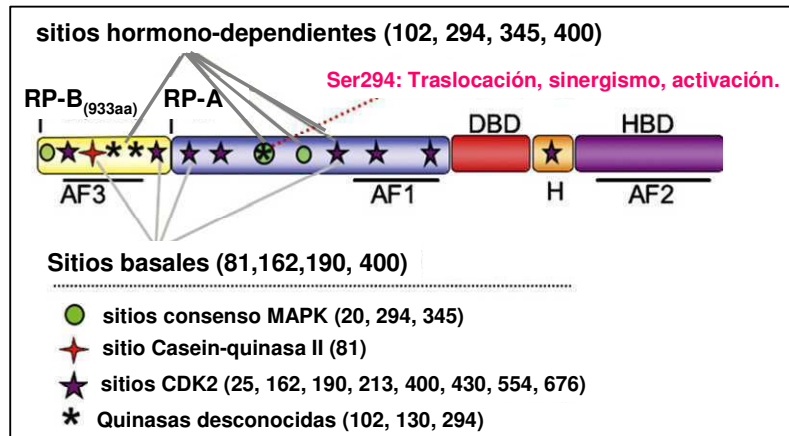 sitios hormono-dependientes (102, 294, 345, 400)
Ser294: Traslocación, sinergismo, activación.
RP-B(933aa) RP-A
DBD HBD
AF3 AF1 H AF2
Sitios basales (81,162,190, 400)
sitios consenso MAPK (20, 294, 345)
sitio Casein-quinasa II (81)
sitios CDK2 (25, 162, 190, 213, 400, 430, 554, 676)
Quinasas desconocidas (102, 130, 294)